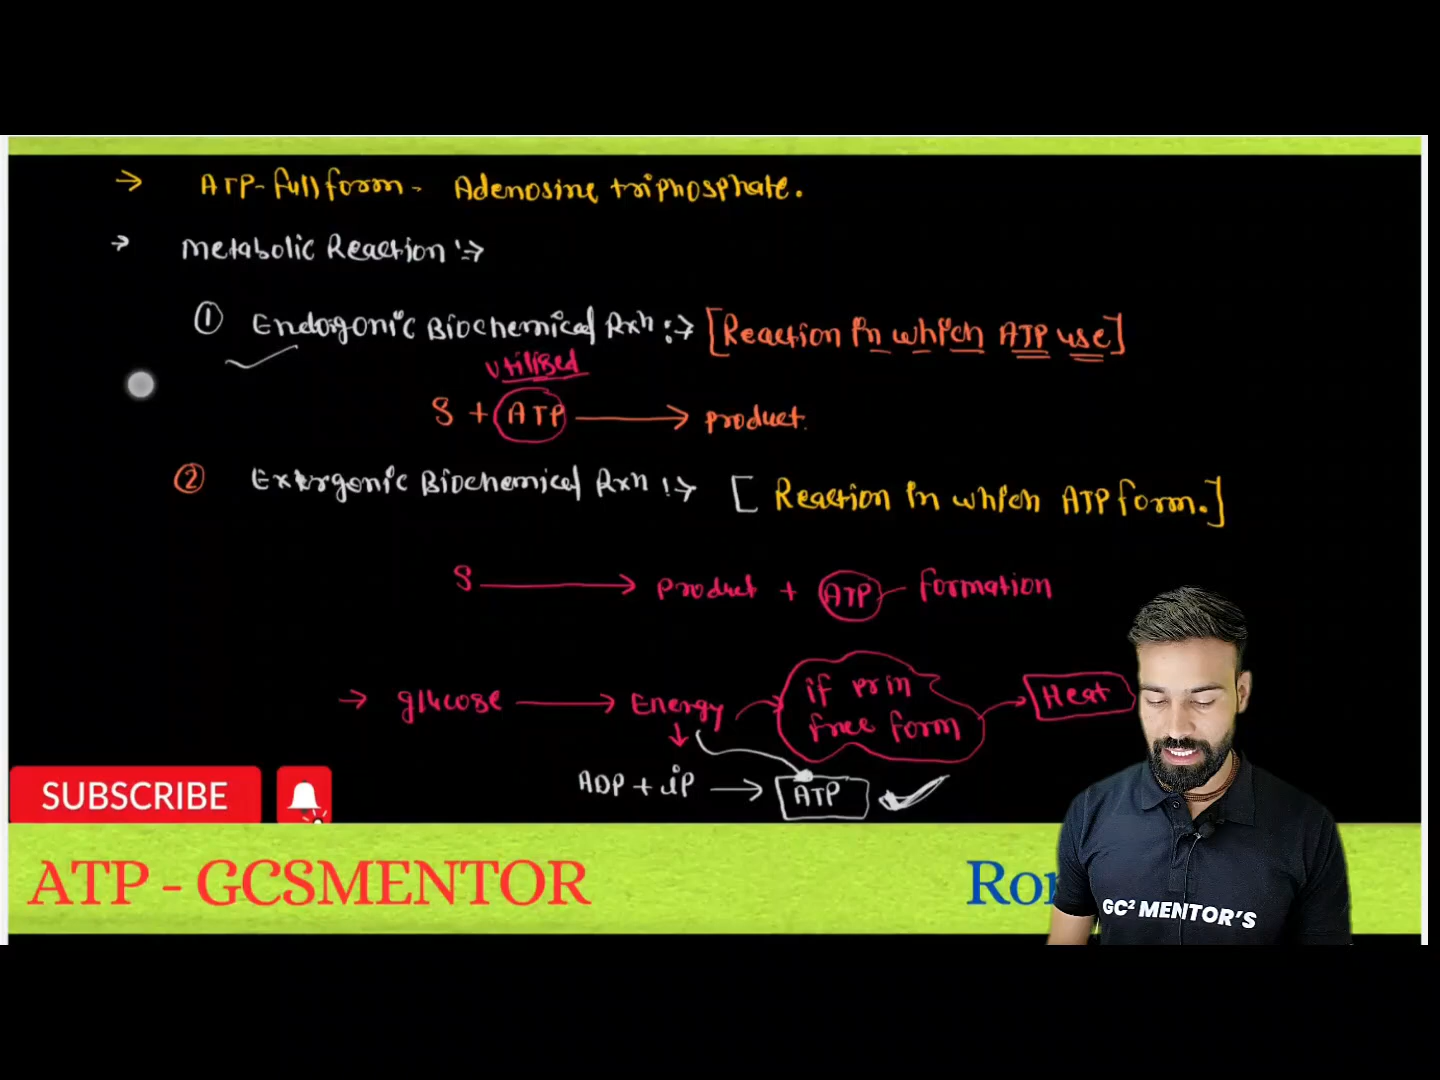 → ATP - full form - Adenosine triphosphate.
→ Metabolic Reaction :→
① Endogonic Biochemical Rxn :→ [Reaction in which ATP use]
utilised
S + ATP → product.
② Exergonic Biochemical Rxn :→ [Reaction in which ATP form.]
S → product + ATP - formation
→ glucose → Energy → if prin free form → Heat
ADP + iP → ATP
SUBSCRIBE
ATP - GCSMENTOR
GC² MENTOR'S